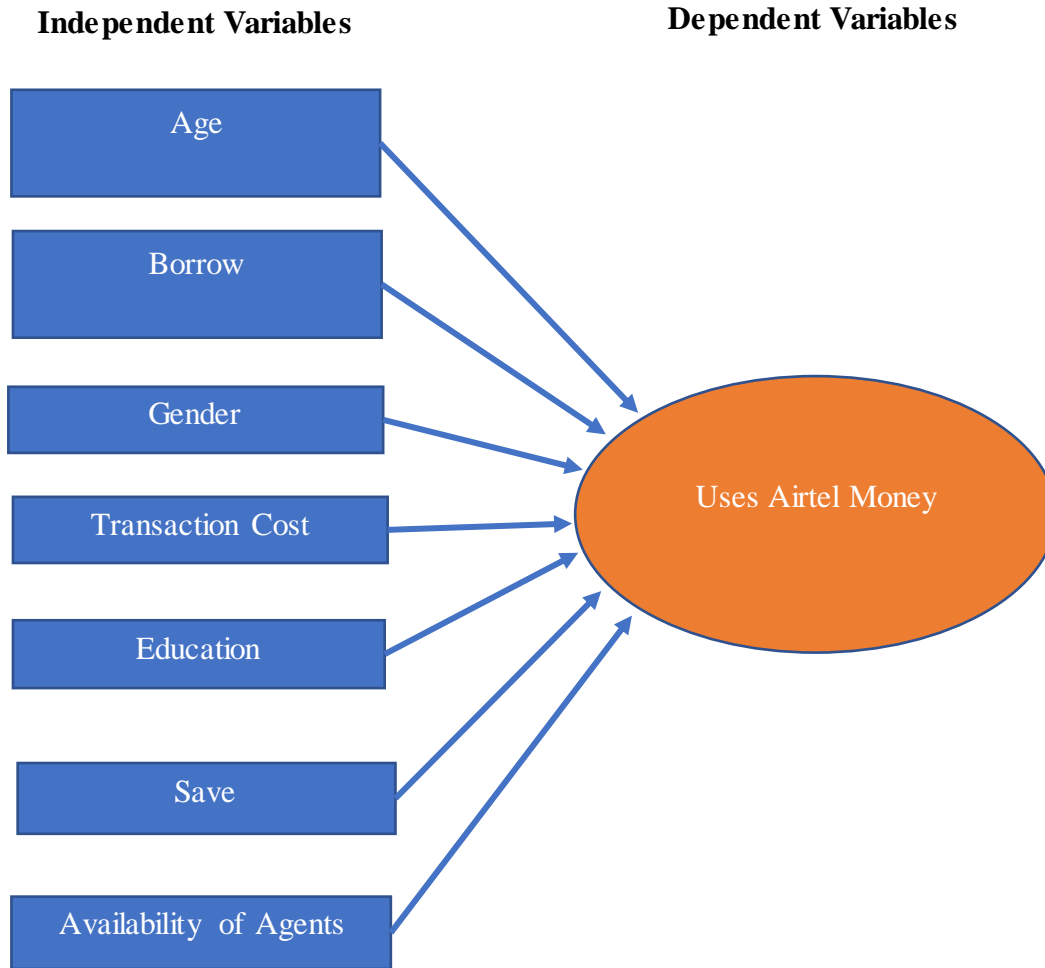 Independent Variables
Dependent Variables
Age
Borrow
Gender
Transaction Cost
Education
Save
Availability of Agents
Uses Airtel Money